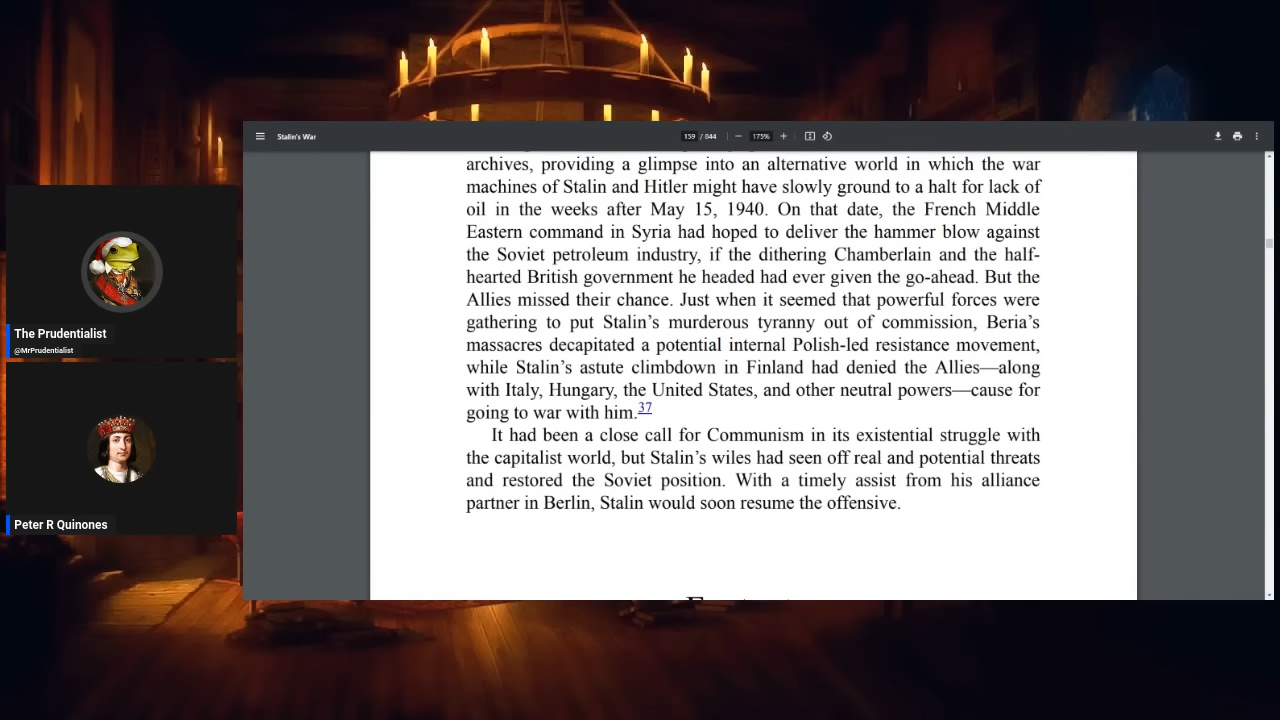 Stalin's War
159 / 844
175%
archives, providing a glimpse into an alternative world in which the war
machines of Stalin and Hitler might have slowly ground to a halt for lack of
oil in the weeks after May 15, 1940. On that date, the French Middle
Eastern command in Syria had hoped to deliver the hammer blow against
the Soviet petroleum industry, if the dithering Chamberlain and the half-
hearted British government he headed had ever given the go-ahead. But the
Allies missed their chance. Just when it seemed that powerful forces were
gathering to put Stalin's murderous tyranny out of commission, Beria's
massacres decapitated a potential internal Polish-led resistance movement,
while Stalin's astute climbdown in Finland had denied the Allies—along
with Italy, Hungary, the United States, and other neutral powers—cause for
going to war with him.37
It had been a close call for Communism in its existential struggle with
the capitalist world, but Stalin's wiles had seen off real and potential threats
and restored the Soviet position. With a timely assist from his alliance
partner in Berlin, Stalin would soon resume the offensive.
The Prudentialist
@MrPrudentialist
Peter R Quinones